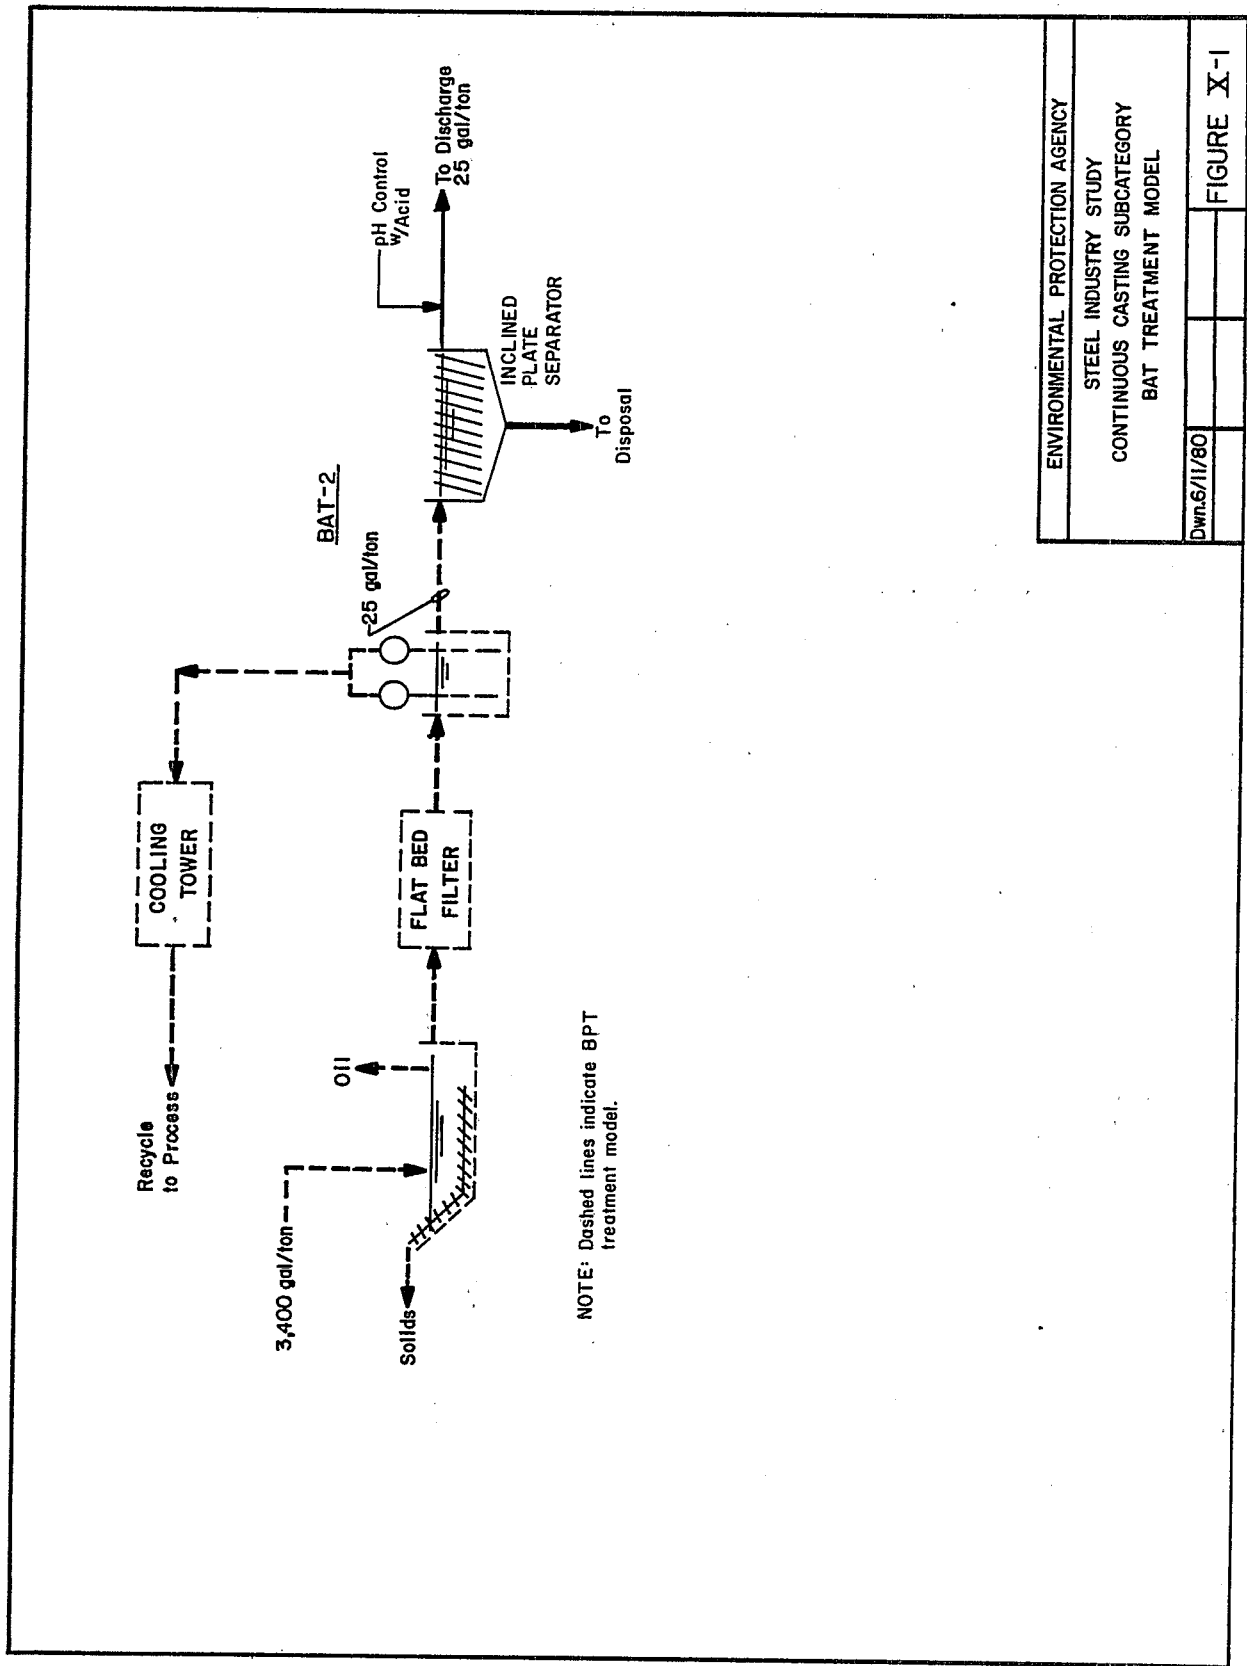 BAT-2
Recycle
to Process
COOLING
TOWER
25 gal/ton
pH Control
w/Acid
3,400 gal/ton
Oil
FLAT BED
FILTER
To Discharge
25 gal/ton
Solids
INCLINED
PLATE
SEPARATOR
To
Disposal
NOTE: Dashed lines indicate BPT
treatment model.
ENVIRONMENTAL PROTECTION AGENCY
STEEL INDUSTRY STUDY
CONTINUOUS CASTING SUBCATEGORY
BAT TREATMENT MODEL
Dwn.6/11/80
FIGURE X-1